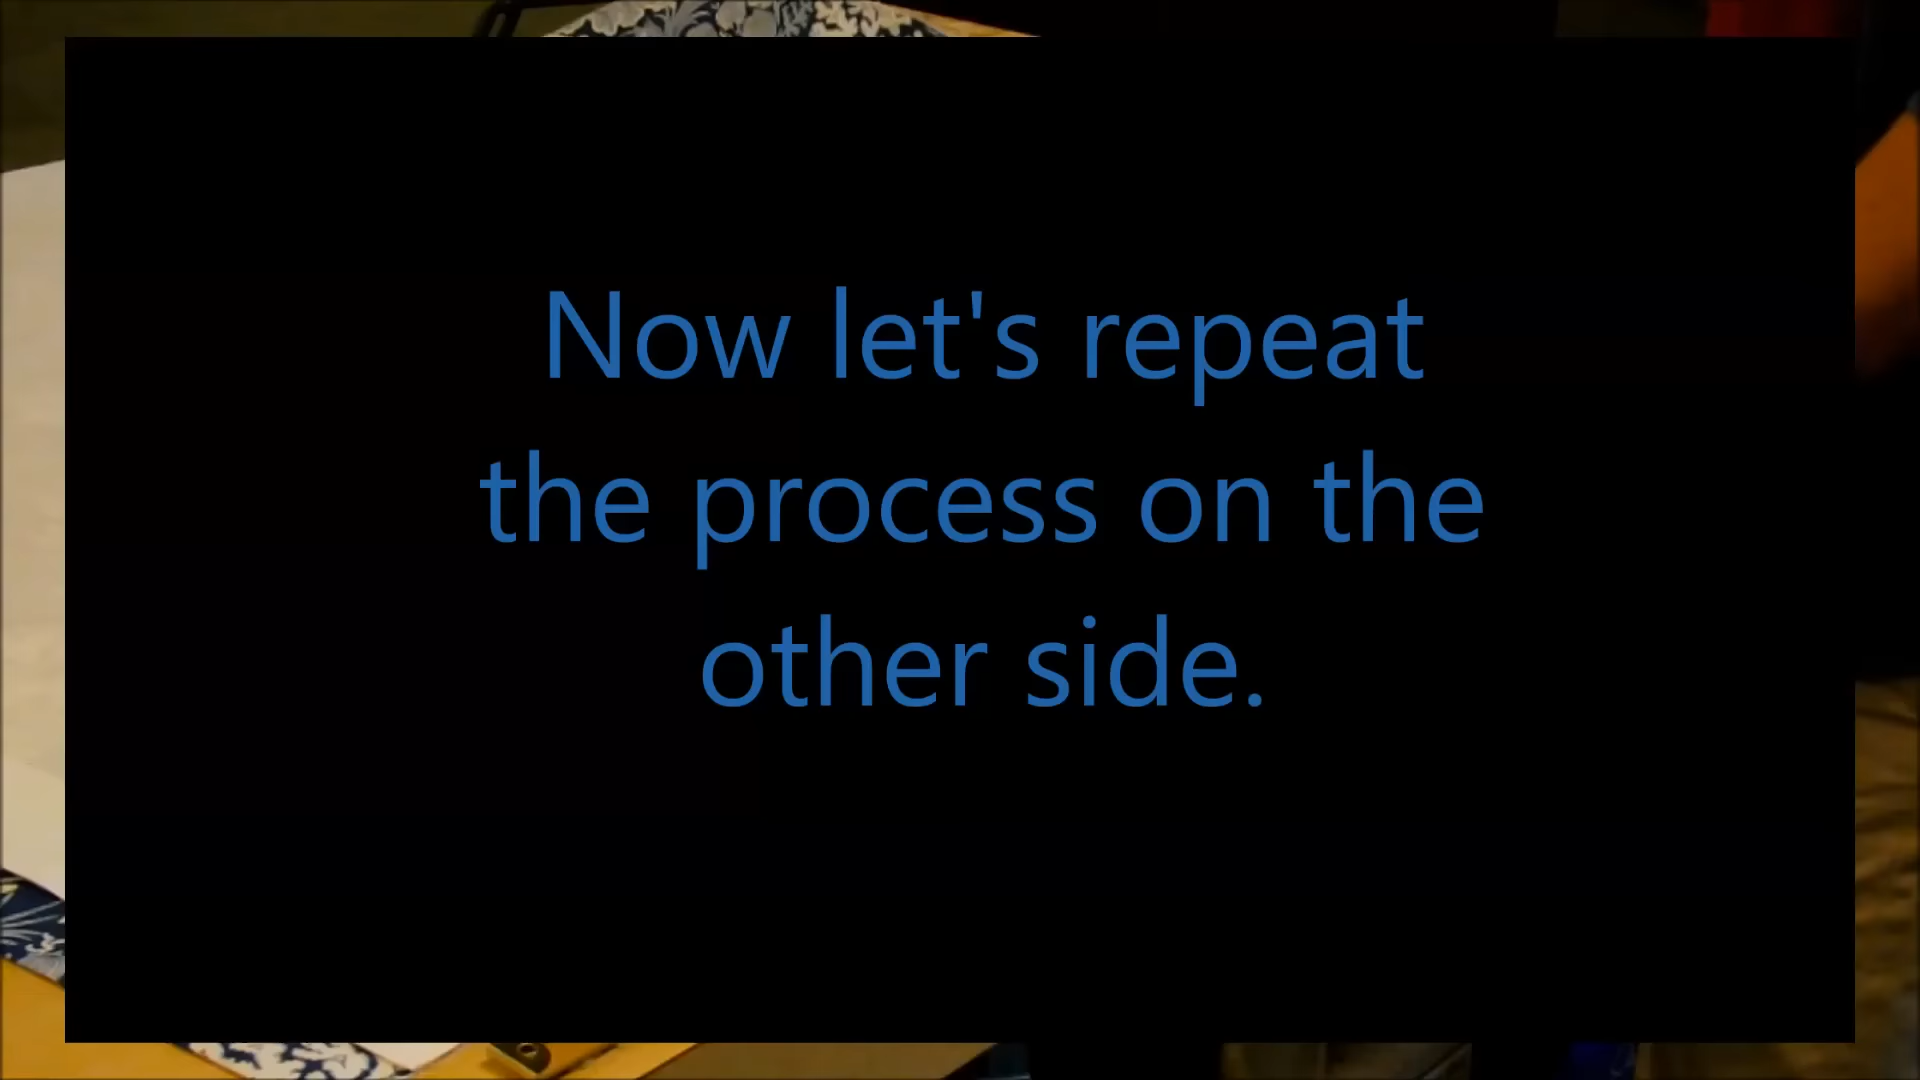 Now let's repeat
the process on the
other side.